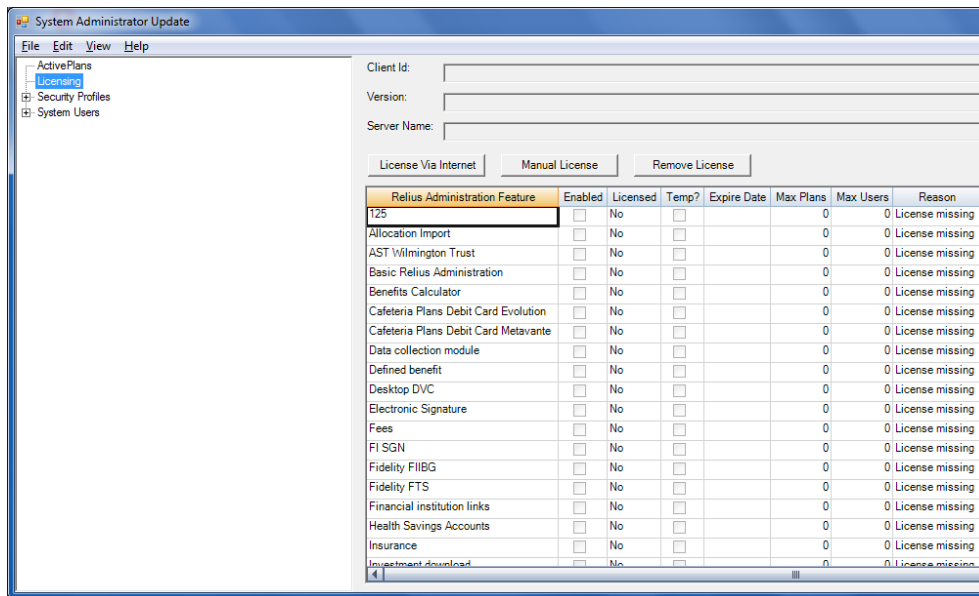 System Administrator Update
File Edit View Help
ActivePlans
Licensing
Security Profiles
System Users
Client Id:
Version:
Server Name:
License Via Internet Manual License Remove License
Relius Administration Feature Enabled Licensed Temp? Expire Date Max Plans Max Users Reason
125 No 0 0 License missing
Allocation Import No 0 0 License missing
AST Wilmington Trust No 0 0 License missing
Basic Relius Administration No 0 0 License missing
Benefits Calculator No 0 0 License missing
Cafeteria Plans Debit Card Evolution No 0 0 License missing
Cafeteria Plans Debit Card Metavante No 0 0 License missing
Data collection module No 0 0 License missing
Defined benefit No 0 0 License missing
Desktop DVC No 0 0 License missing
Electronic Signature No 0 0 License missing
Fees No 0 0 License missing
FI SGN No 0 0 License missing
Fidelity FIIBG No 0 0 License missing
Fidelity FTS No 0 0 License missing
Financial institution links No 0 0 License missing
Health Savings Accounts No 0 0 License missing
Insurance No 0 0 License missing
Investment download No 0 0 License missing